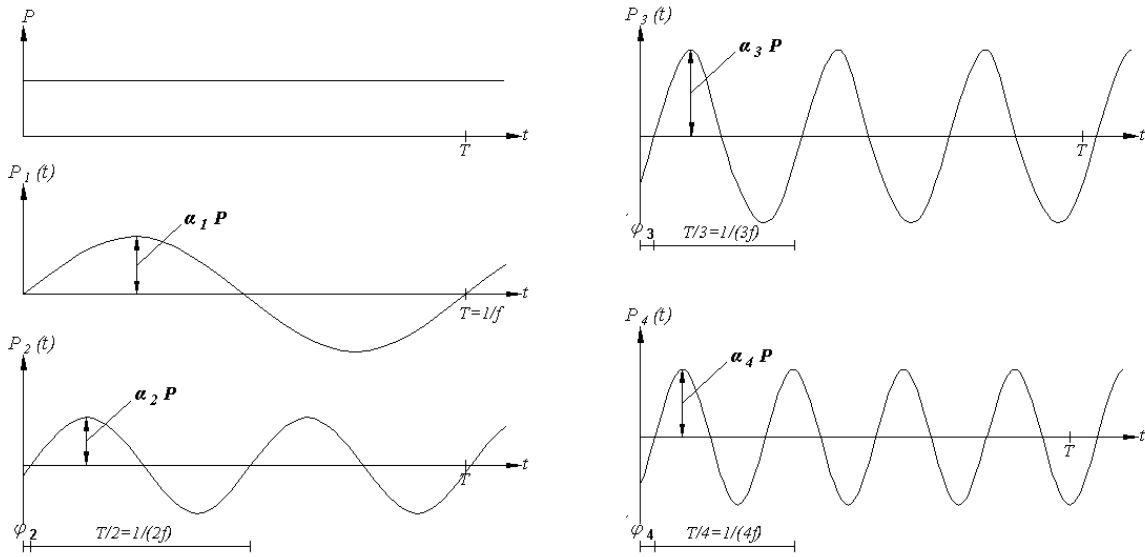 P
t
T
P₁(t)
α₁ P
t
T=1/f
P₂(t)
α₂ P
t
T
φ₂
T/2=1/(2f)
P₃(t)
α₃ P
t
T
φ₃
T/3=1/(3f)
P₄(t)
α₄ P
t
T
φ₄
T/4=1/(4f)